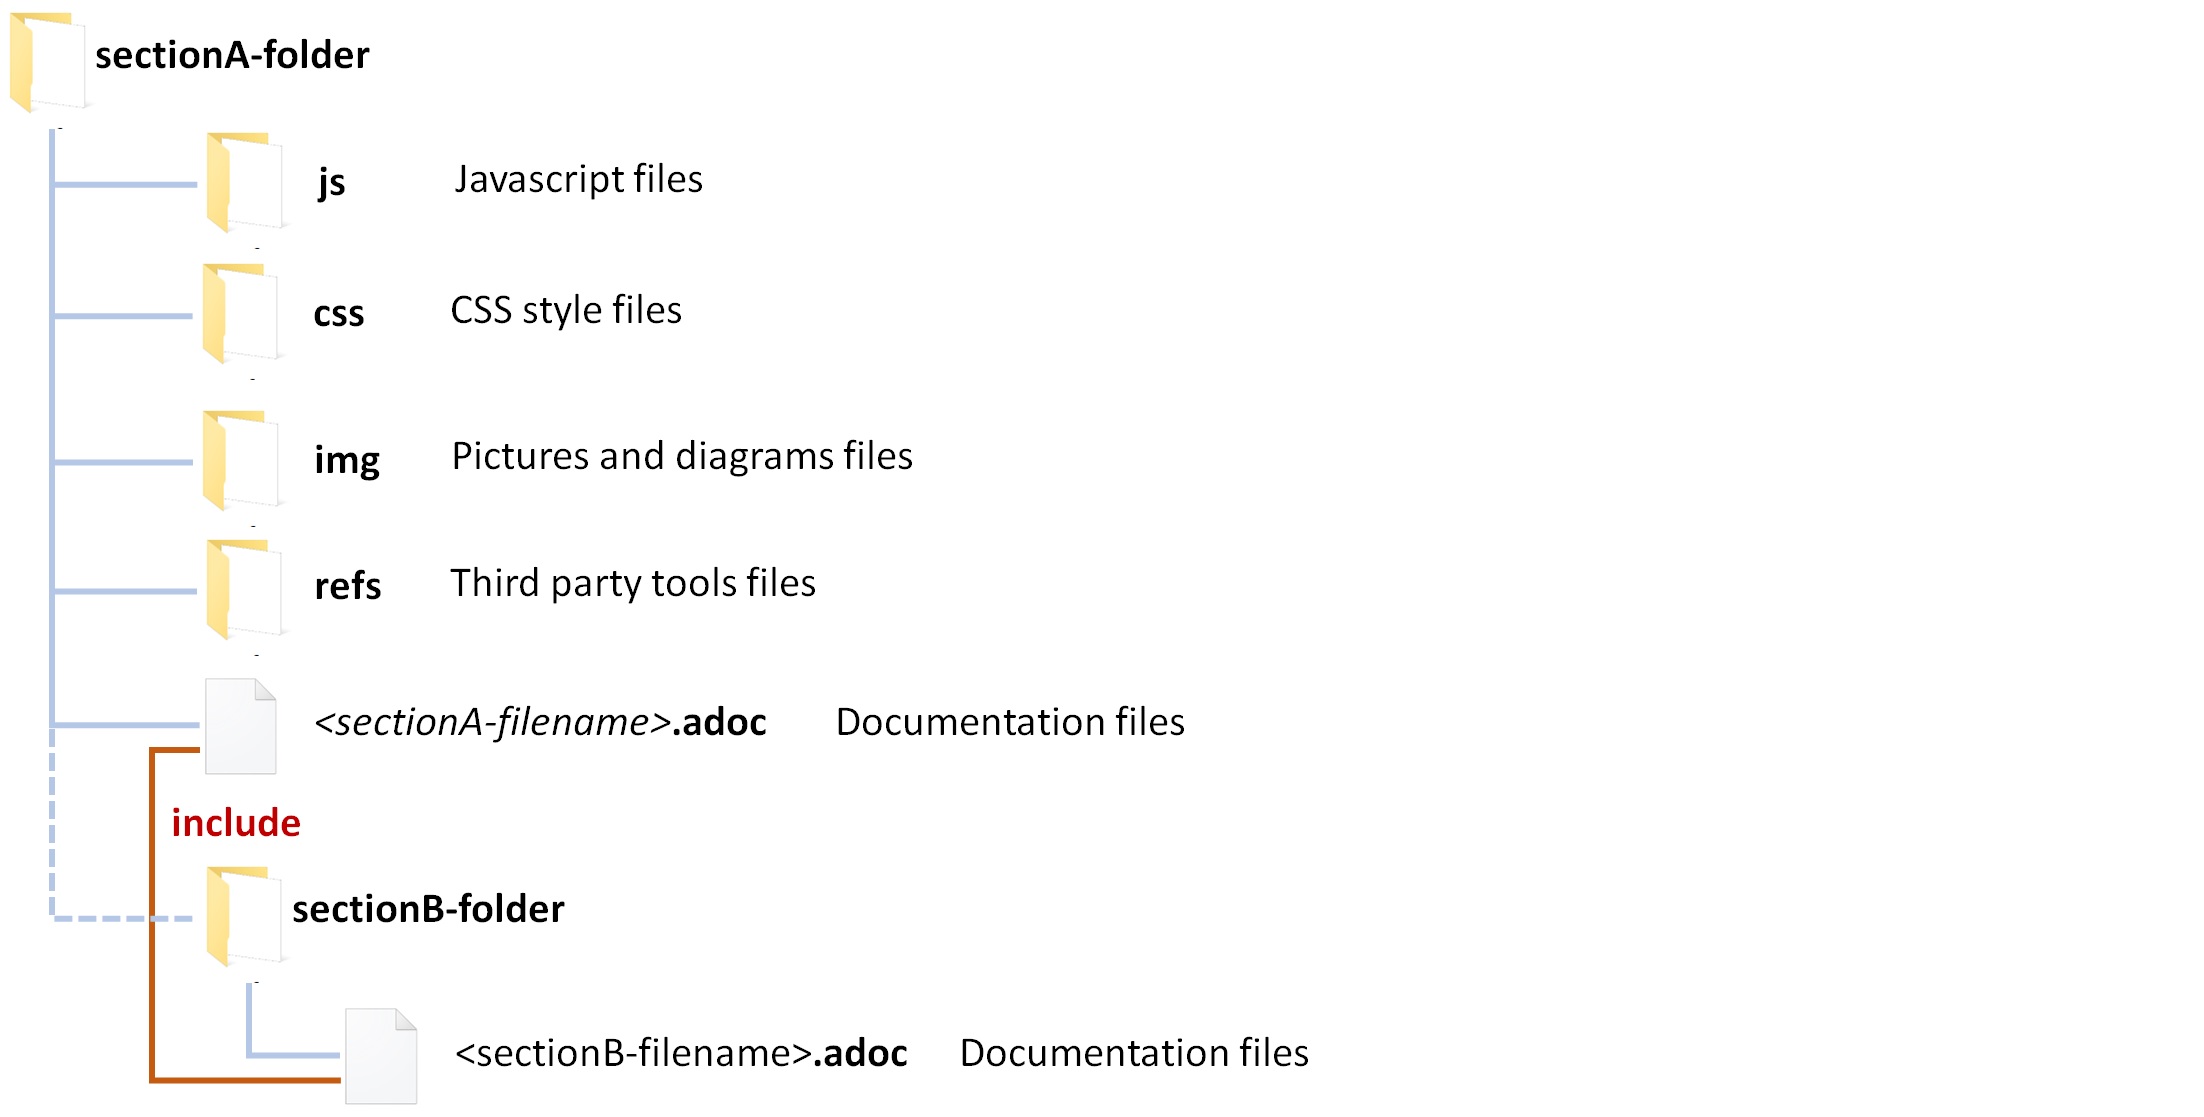 sectionA-folder
js Javascript files
css CSS style files
img Pictures and diagrams files
refs Third party tools files
<sectionA-filename>.adoc Documentation files
include
sectionB-folder
<sectionB-filename>.adoc Documentation files